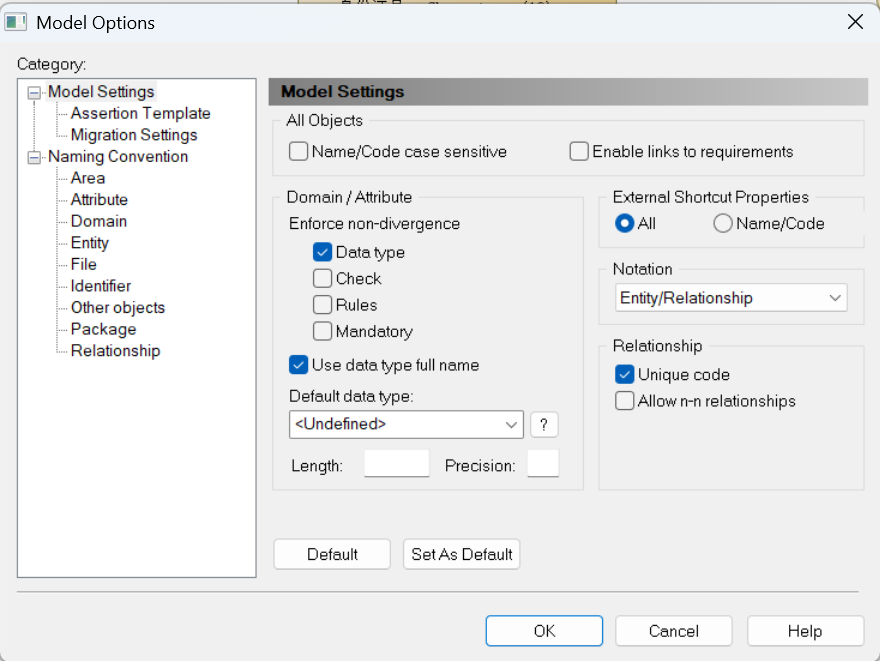 Model Options
Category:
Model Settings
Assertion Template
Migration Settings
Naming Convention
Area
Attribute
Domain
Entity
File
Identifier
Other objects
Package
Relationship
Model Settings
All Objects
Name/Code case sensitive
Enable links to requirements
Domain / Attribute
Enforce non-divergence
Data type
Check
Rules
Mandatory
Use data type full name
Default data type:
<Undefined>
?
Length:
Precision:
External Shortcut Properties
All
Name/Code
Notation
Entity/Relationship
Relationship
Unique code
Allow n-n relationships
Default
Set As Default
OK
Cancel
Help